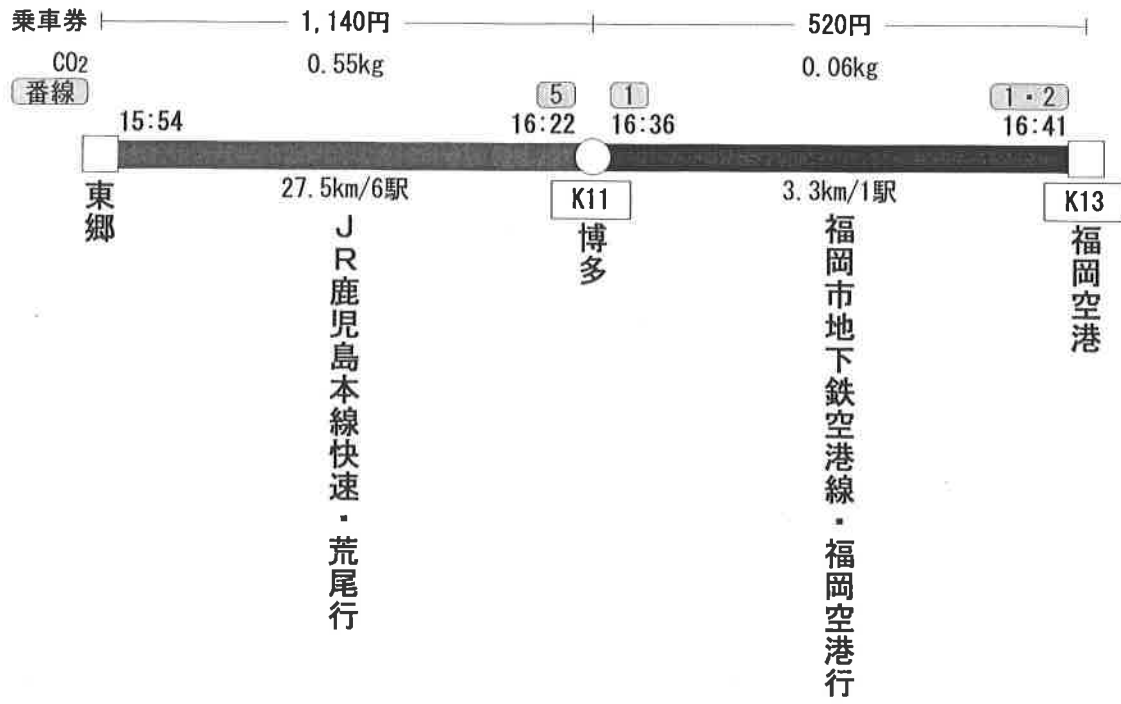 乗車券 1,140円 520円
CO2 0.55kg 0.06kg
番線 5 1 1・2
15:54 16:22 16:36 16:41
27.5km/6駅 3.3km/1駅
K11 K13
東郷
JR鹿児島本線快速・荒尾行
博多
福岡市地下鉄空港線・福岡空港行
福岡空港